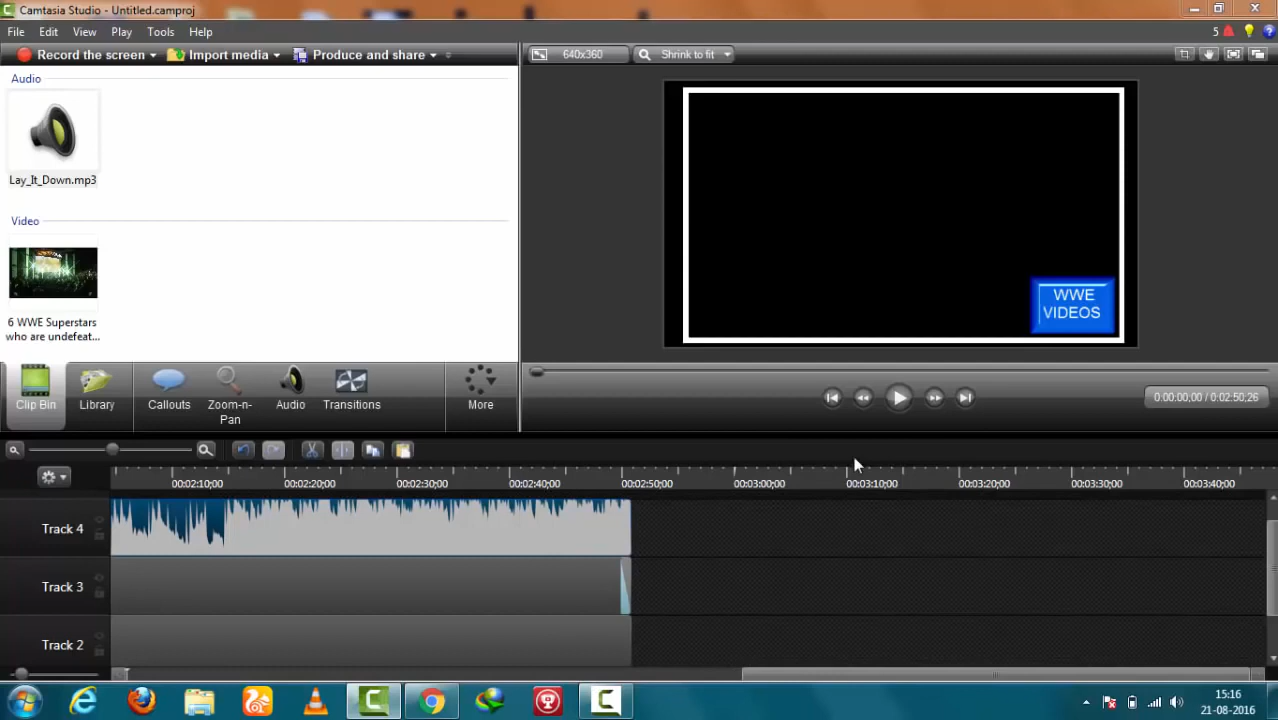 Camtasia Studio - Untitled.camproj
File Edit View Play Tools Help
5
Record the screen Import media Produce and share
640x360 Shrink to fit
Audio
Lay_It_Down.mp3
Video
6 WWE Superstars
who are undefeat...
WWE
VIDEOS
Clip Bin Library Callouts Zoom-n-
Pan Audio Transitions More
0:00:00;00 / 0:02:50;26
00:02:10;00 00:02:20;00 00:02:30;00 00:02:40;00 00:02:50;00 00:03:00;00 00:03:10;00 00:03:20;00 00:03:30;00 00:03:40;00
Track 4
Track 3
Track 2
15:16
21-08-2016